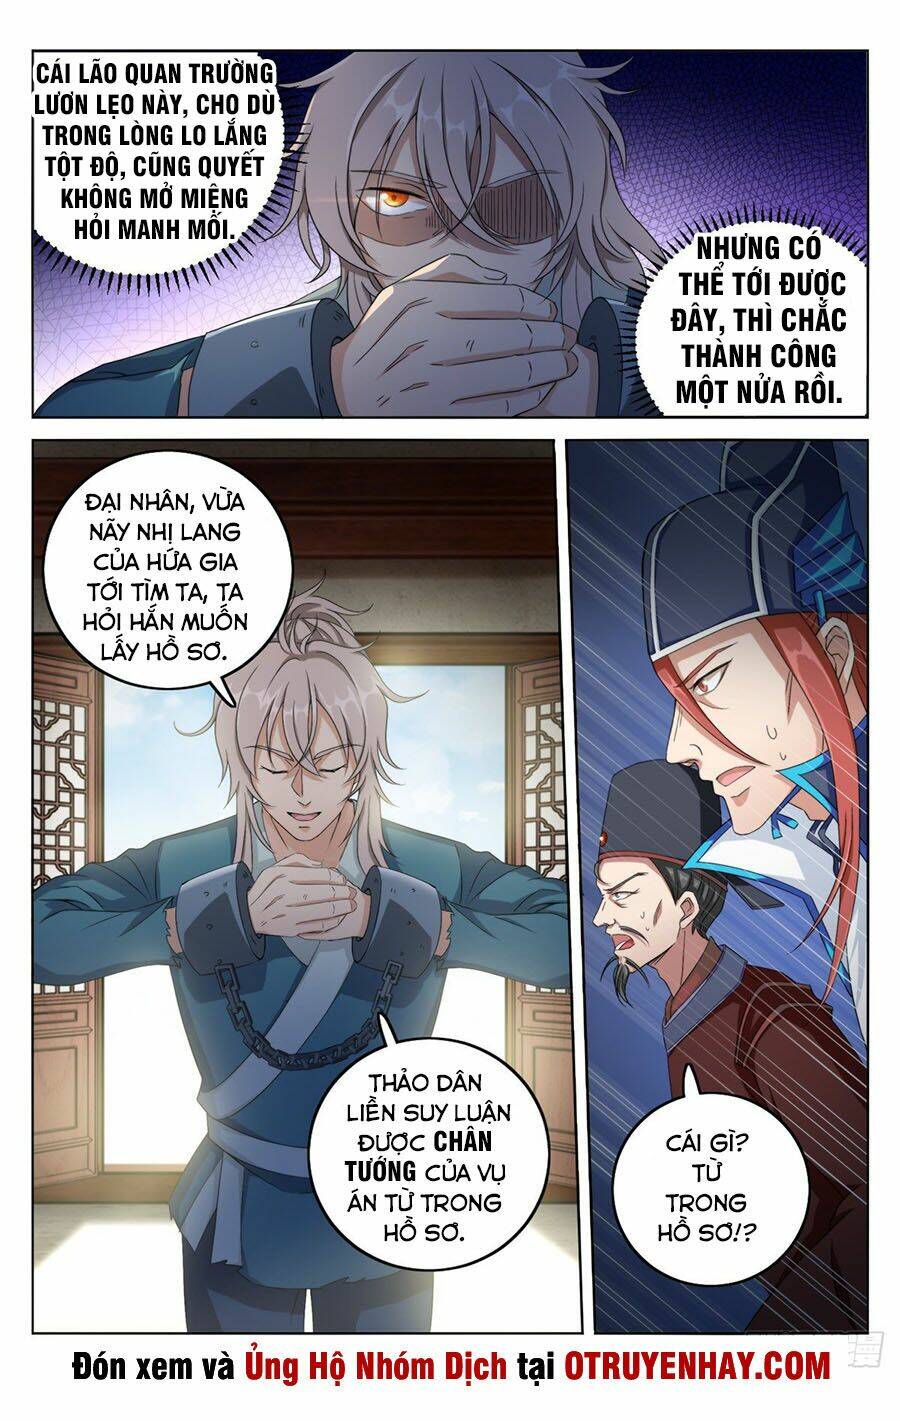 CÁI LÃO QUAN TRƯỜNG
LƯƠN LẸO NÀY, CHO DÙ
TRONG LÒNG LO LẮNG
TỘT ĐỘ, CŨNG QUYẾT
KHÔNG MỞ MIỆNG
HỎI MANH MỐI.
NHƯNG CÓ
THỂ TỚI ĐƯỢC
ĐÂY, THÌ CHẮC
THÀNH CÔNG
MỘT NỬA RỒI.
ĐẠI NHÂN, VỪA
NÃY NHỊ LANG
CỦA HỨA GIA
TỚI TÌM TA, TA
HỎI HẮN MUỐN
LẤY HỒ SƠ.
THẢO DÂN
LIỀN SUY LUẬN
ĐƯỢC CHÂN
TƯỚNG CỦA VỤ
ÁN TỪ TRONG
HỒ SƠ.
CÁI GÌ?
TỪ
TRONG
HỒ SƠ!?
Đón xem và Ủng Hộ Nhóm Dịch tại OTRUYENHAY.COM